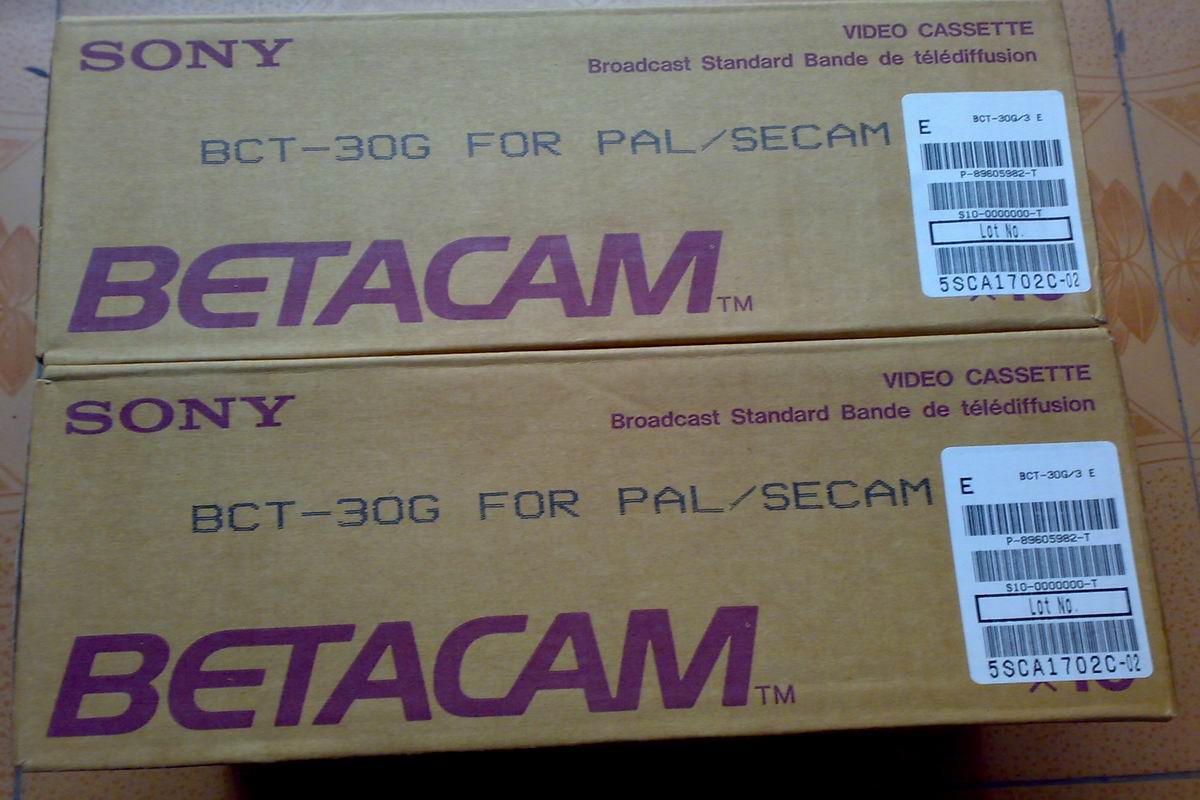 SONY
VIDEO CASSETTE
Broadcast Standard Bande de télédiffusion
BCT-30G FOR PAL/SECAM
E BCT-30G/3 E
P-89605982-T
S10-0000000-T
Lot No.
5SCA1702C-02
BETACAM TM
SONY
VIDEO CASSETTE
Broadcast Standard Bande de télédiffusion
BCT-30G FOR PAL/SECAM
E BCT-30G/3 E
P-89605982-T
S10-0000000-T
Lot No.
5SCA1702C-02
BETACAM TM